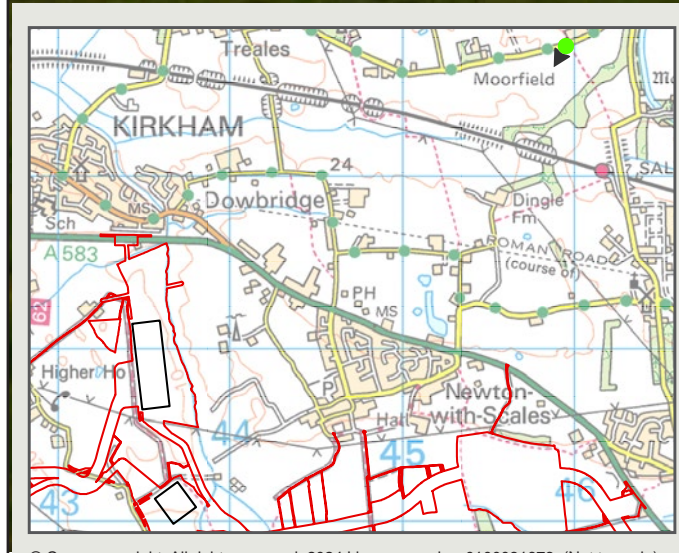 Treales
Moorfield
KIRKHAM
SAL
24
Dowbridge
MS
Sch
Dingle
Fm
A 583
ROMAN ROAD
(course of)
PH
MS
62
Higher Ho
P
Hall
Newton-
with-Scales
44
45
43
46